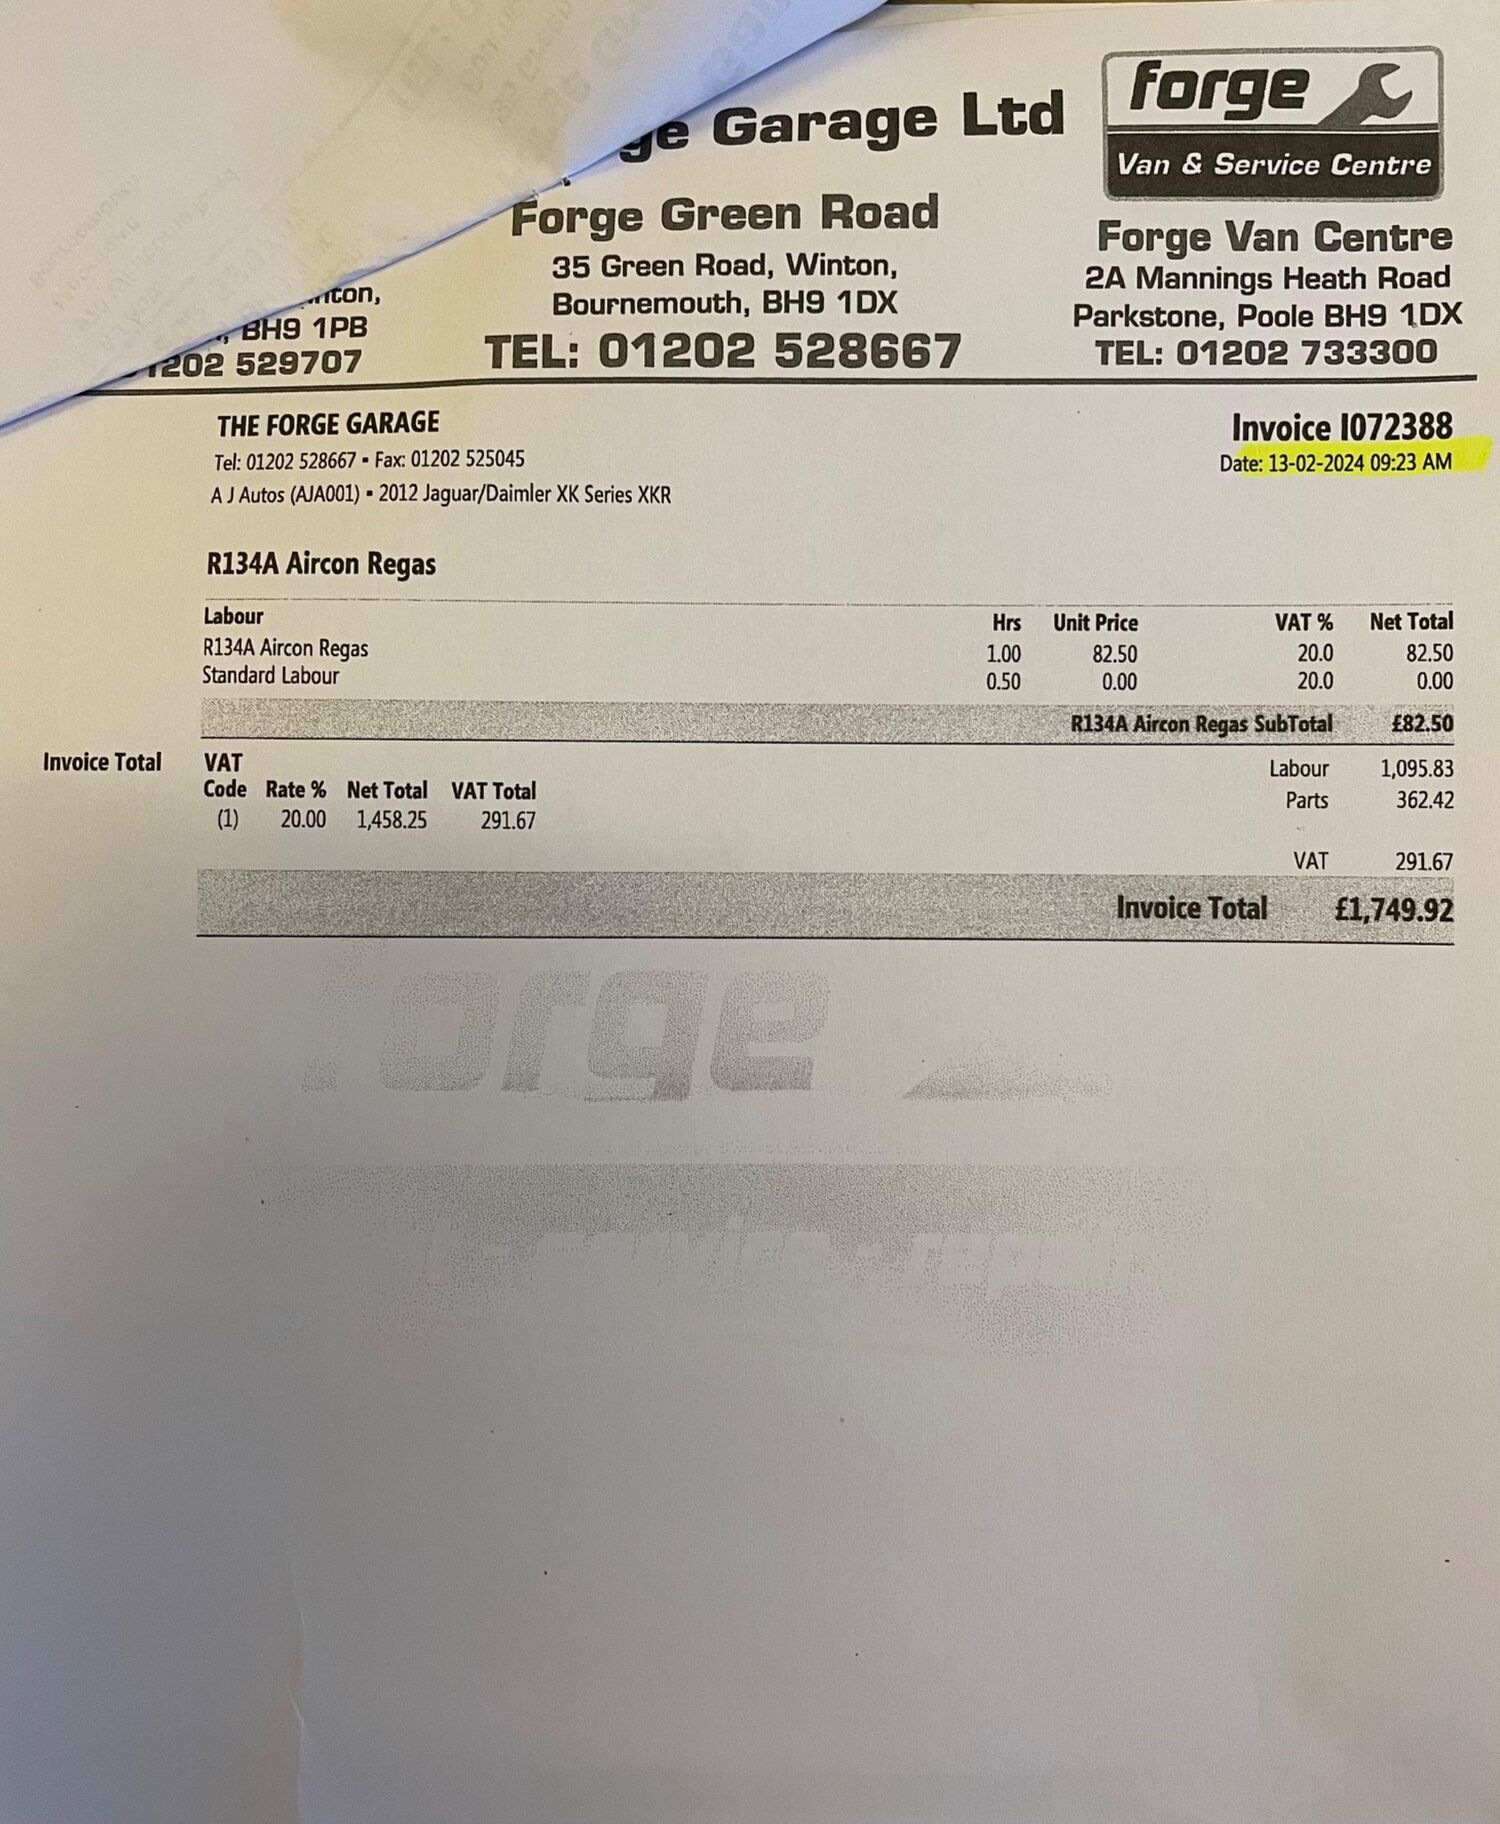 ge Garage Ltd
forge
Van & Service Centre
BH9 1PB
202 529707
Forge Green Road
35 Green Road, Winton,
Bournemouth, BH9 1DX
TEL: 01202 528667
Forge Van Centre
2A Mannings Heath Road
Parkstone, Poole BH9 1DX
TEL: 01202 733300
THE FORGE GARAGE
Tel: 01202 528667 • Fax: 01202 525045
A J Autos (AJA001) • 2012 Jaguar/Daimler XK Series XKR
Invoice I072388
Date: 13-02-2024 09:23 AM
R134A Aircon Regas
Labour Hrs Unit Price VAT % Net Total
R134A Aircon Regas 1.00 82.50 20.0 82.50
Standard Labour 0.50 0.00 20.0 0.00
R134A Aircon Regas SubTotal £82.50
Invoice Total VAT
Code Rate % Net Total VAT Total
(1) 20.00 1,458.25 291.67
Labour 1,095.83
Parts 362.42
VAT 291.67
Invoice Total £1,749.92
forge
service & repair